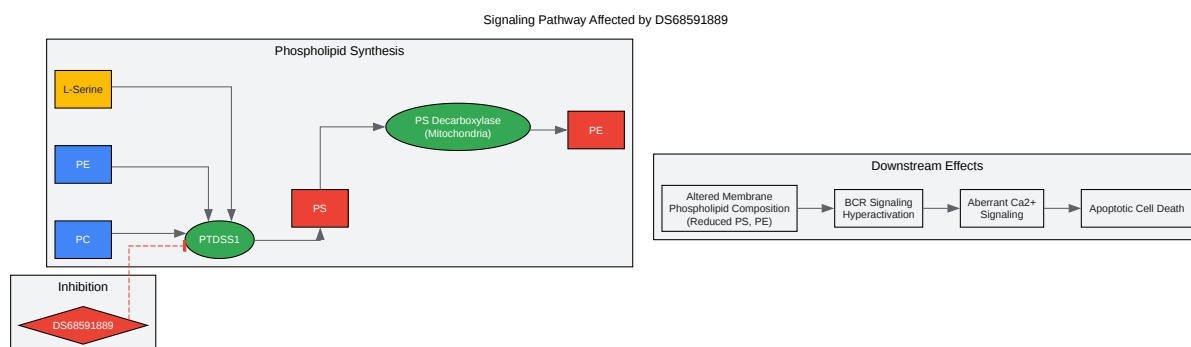 Signaling Pathway Affected by DS68591889
Phospholipid Synthesis
L-Serine
PE
PC
PTDSS1
PS
PS Decarboxylase
(Mitochondria)
PE
Inhibition
DS68591889
Downstream Effects
Altered Membrane
Phospholipid Composition
(Reduced PS, PE)
BCR Signaling
Hyperactivation
Aberrant Ca2+
Signaling
Apoptotic Cell Death